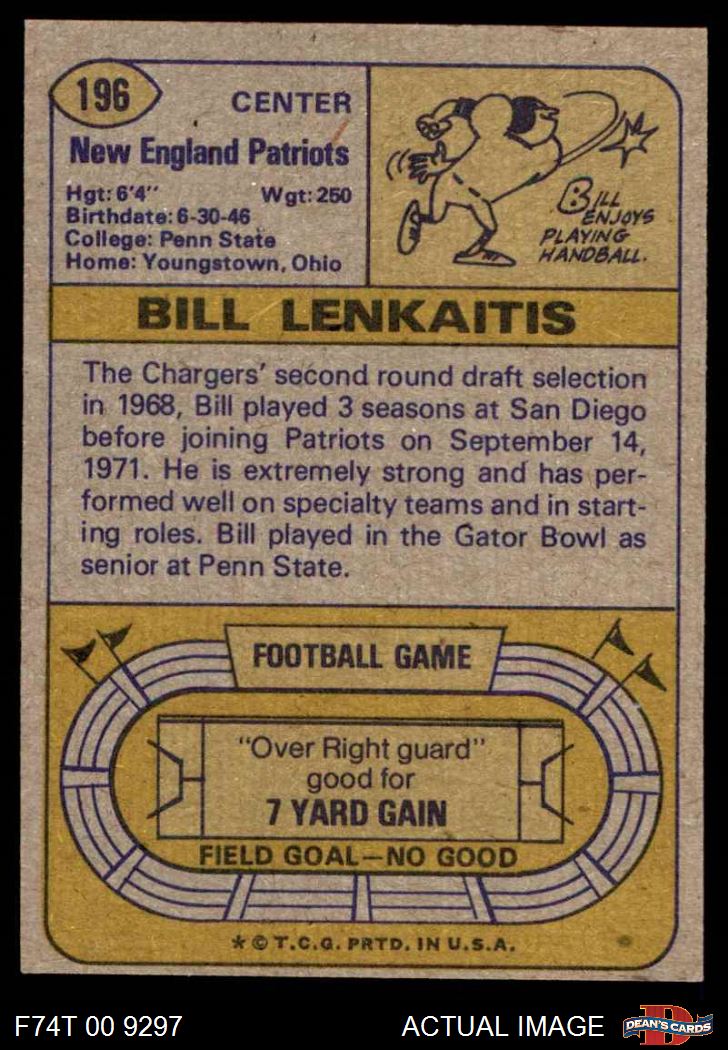 196
CENTER
New England Patriots
Hgt: 6'4" Wgt: 250
Birthdate: 6-30-46
College: Penn State
Home: Youngstown, Ohio
BILL
ENJOYS
PLAYING
HANDBALL.
BILL LENKAITIS
The Chargers' second round draft selection
in 1968, Bill played 3 seasons at San Diego
before joining Patriots on September 14,
1971. He is extremely strong and has per-
formed well on specialty teams and in start-
ing roles. Bill played in the Gator Bowl as
senior at Penn State.
FOOTBALL GAME
"Over Right guard"
good for
7 YARD GAIN
FIELD GOAL—NO GOOD
* © T.C.G. PRTD. IN U.S.A.
F74T 00 9297 ACTUAL IMAGE
D
DEAN'S CARDS